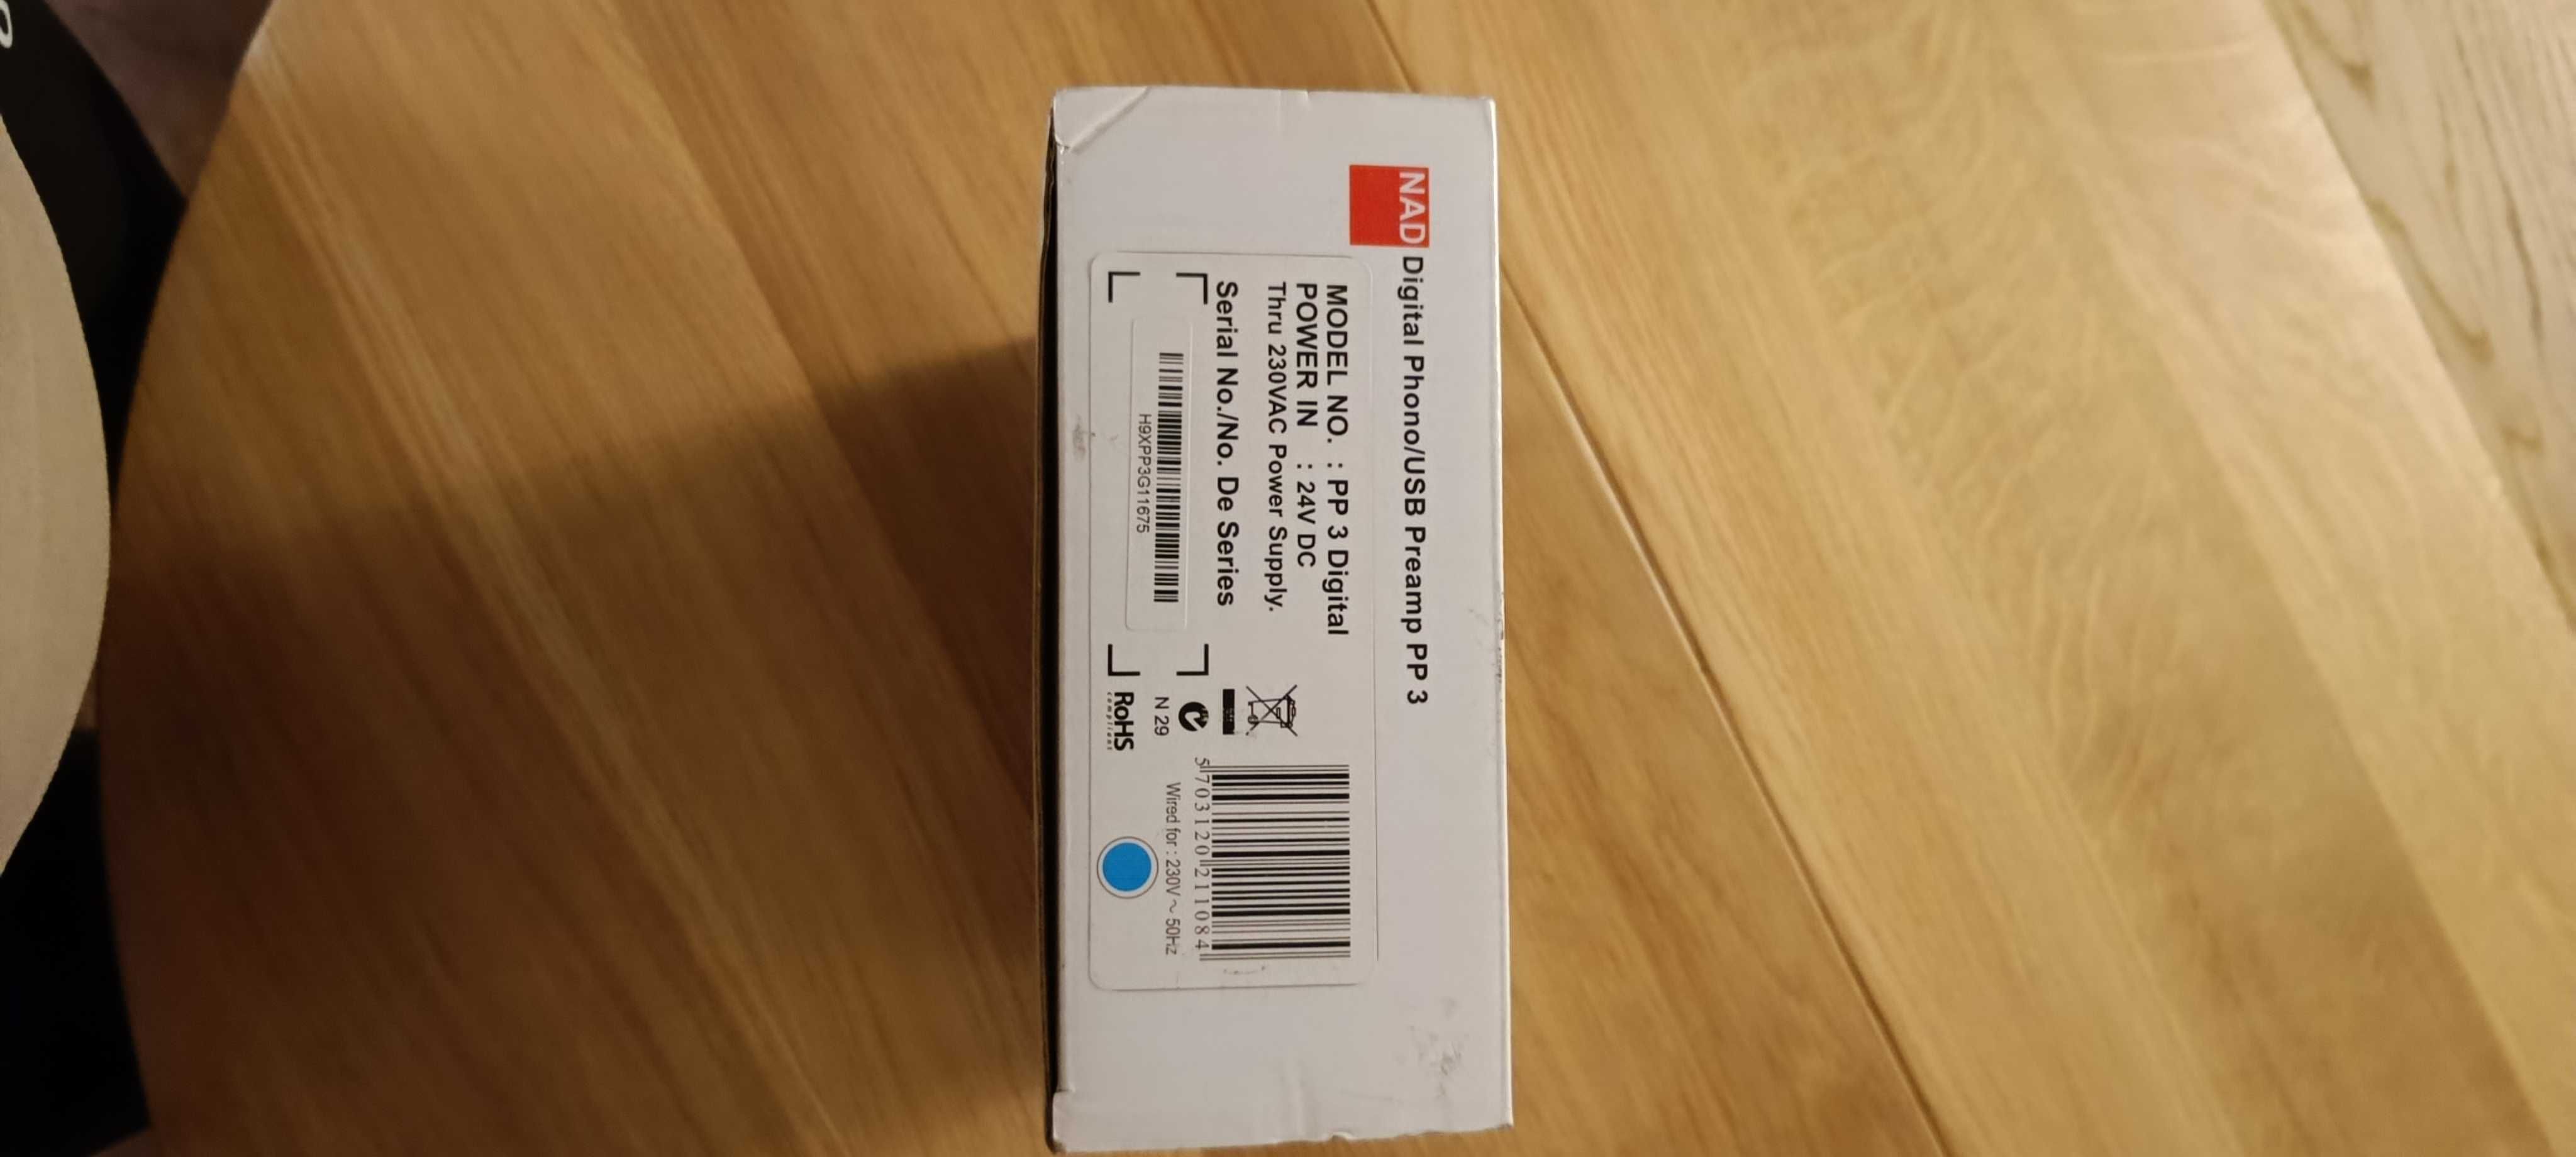 NAD Digital Phono/USB Preamp PP 3
MODEL NO. : PP 3 Digital
POWER IN : 24V DC
Thru 230VAC Power Supply.
Serial No./No. De Series
H9XPP3G11675
N 29
RoHS
compliant
5 703120 211084
Wired for : 230V ~ 50Hz